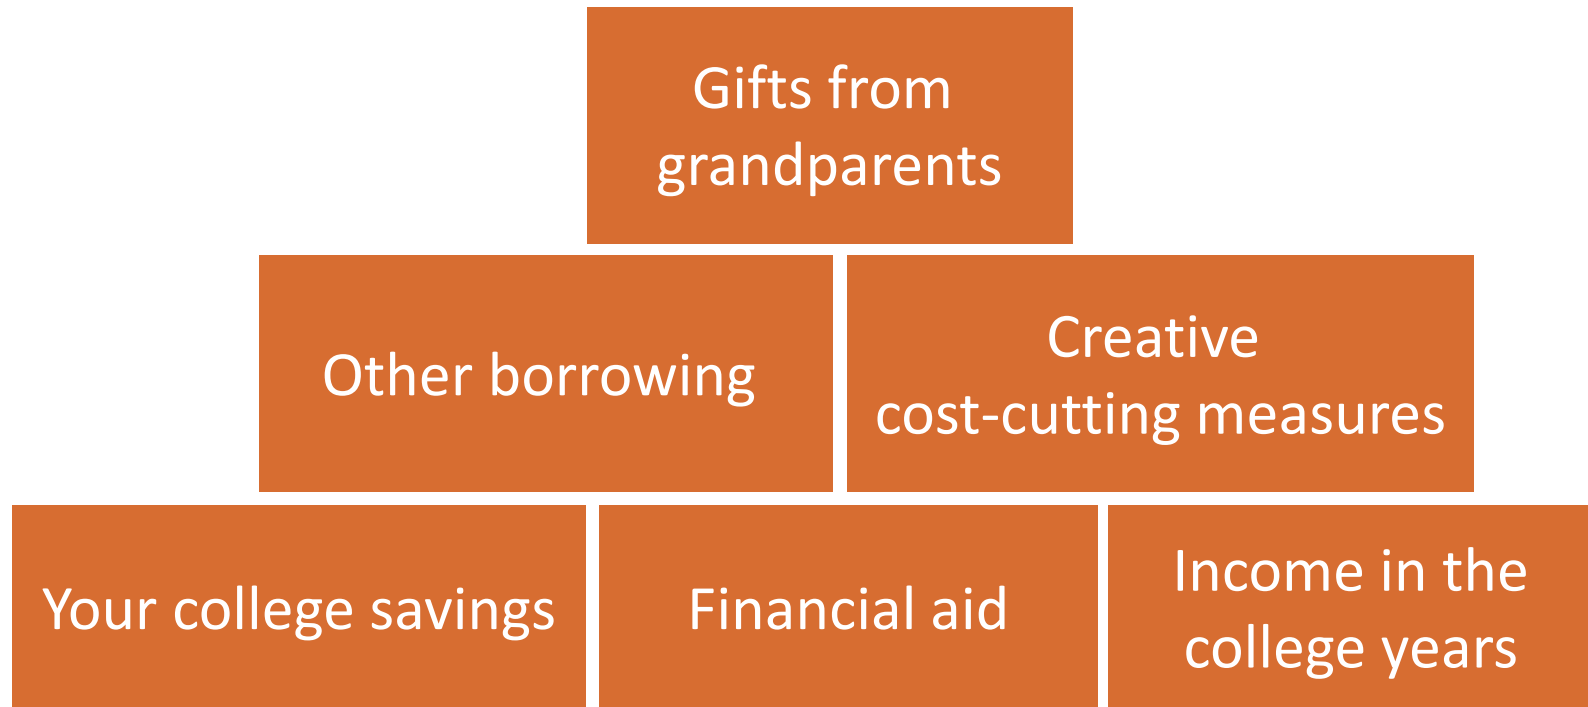 Gifts from
grandparents
Other borrowing
Creative
cost-cutting measures
Your college savings
Financial aid
Income in the
college years